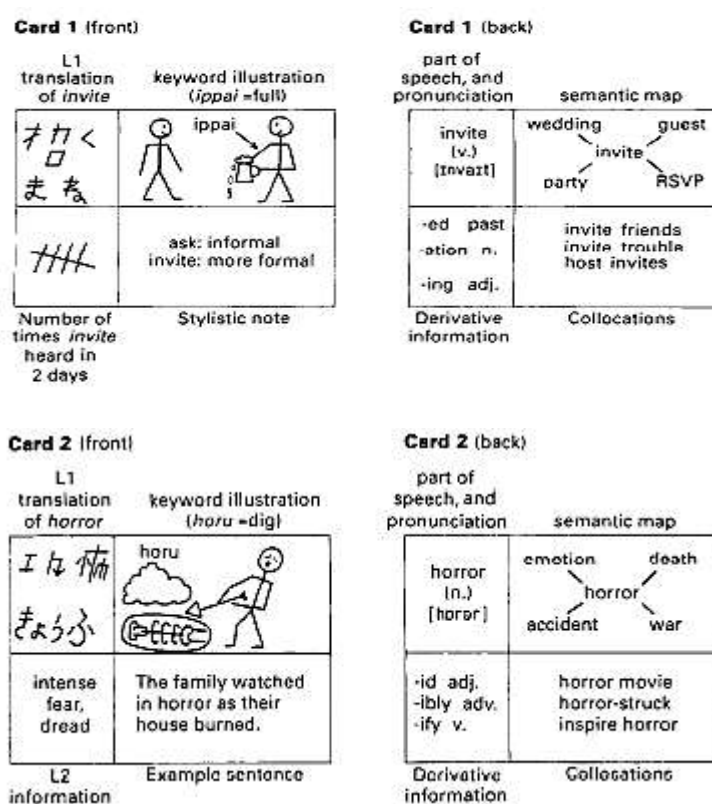 Card 1 (front)
L1
translation
of invite
keyword illustration
(ippai =full)
ippai
まね
ask: informal
invite: more formal
Number of
times invite
heard in
2 days
Stylistic note
Card 1 (back)
part of
speech, and
pronunciation
semantic map
invite
(v.)
[ɪnvaɪt]
wedding
guest
invite
party
RSVP
-ed past
-ation n.
-ing adj.
invite friends
invite trouble
host invites
Derivative
information
Collocations
Card 2 (front)
L1
translation
of horror
keyword illustration
(horu =dig)
horu
きょうふ
intense
fear,
dread
The family watched
in horror as their
house burned.
L2
information
Example sentence
Card 2 (back)
part of
speech, and
pronunciation
semantic map
horror
(n.)
[horər]
emotion
death
horror
accident
war
-id adj.
-ibly adv.
-ify v.
horror movie
horror-struck
inspire horror
Derivative
information
Collocations